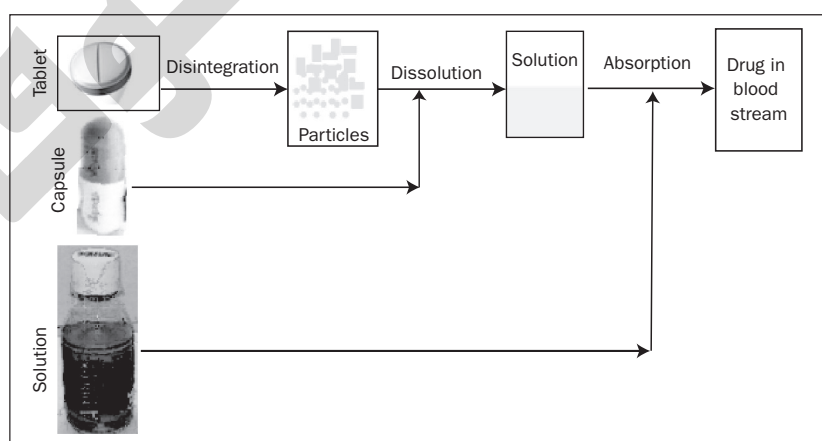 Tablet
Disintegration
Particles
Dissolution
Solution
Absorption
Drug in
blood
stream
Capsule
Solution